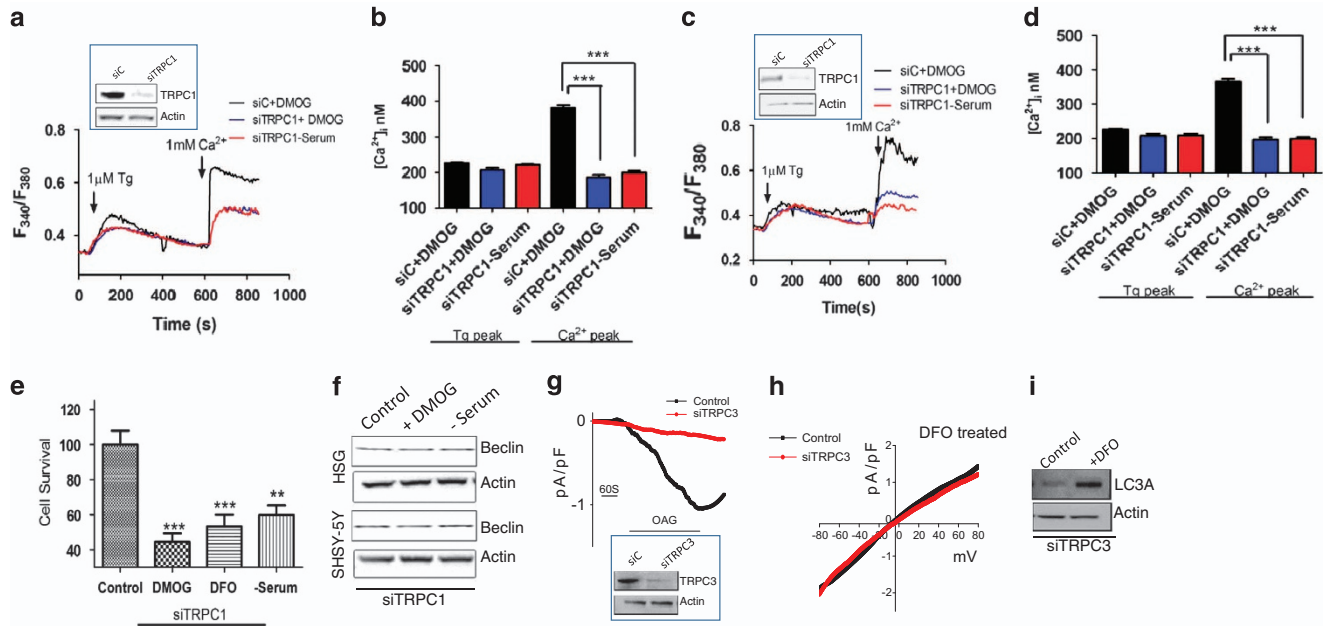 a
siC
siTRPC1
TRPC1
Actin
siC+DMOG
siTRPC1+ DMOG
siTRPC1-Serum
1mM Ca²⁺
1μM Tg
F₃₄₀/F₃₈₀
0.8
0.6
0.4
0 200 400 600 800 1000
Time (s)
b
***
***
[Ca²⁺]ᵢ nM
500
400
300
200
100
siC+DMOG
siTRPC1+DMOG
siTRPC1-Serum
siC+DMOG
siTRPC1+DMOG
siTRPC1-Serum
Tg peak
Ca²⁺ peak
c
siC
siTRPC1
TRPC1
Actin
siC+DMOG
siTRPC1+DMOG
siTRPC1-Serum
1mM Ca²⁺
1μM Tg
F₃₄₀/F₃₈₀
0.8
0.6
0.4
0.2
0 200 400 600 800 1000
Time(s)
d
***
***
[Ca²⁺]ᵢ nM
500
400
300
200
100
siC+DMOG
siTRPC1+DMOG
siTRPC1-Serum
siC+DMOG
siTRPC1+DMOG
siTRPC1-Serum
Tg peak
Ca²⁺ peak
e
Cell Survival
120
100
80
60
40
***
***
**
Control DMOG DFO -Serum
siTRPC1
f
Control
+ DMOG
- Serum
HSG
Beclin
Actin
SHSY-5Y
Beclin
Actin
siTRPC1
g
Control
siTRPC3
pA/pF
0
-1
60S
OAG
siC
siTRPC3
TRPC3
Actin
h
Control
siTRPC3
DFO treated
pA/pF
2
1
-80 -60 -40 -20 0 20 40 60 80
mV
-1
-2
i
Control
+DFO
LC3A
Actin
siTRPC3